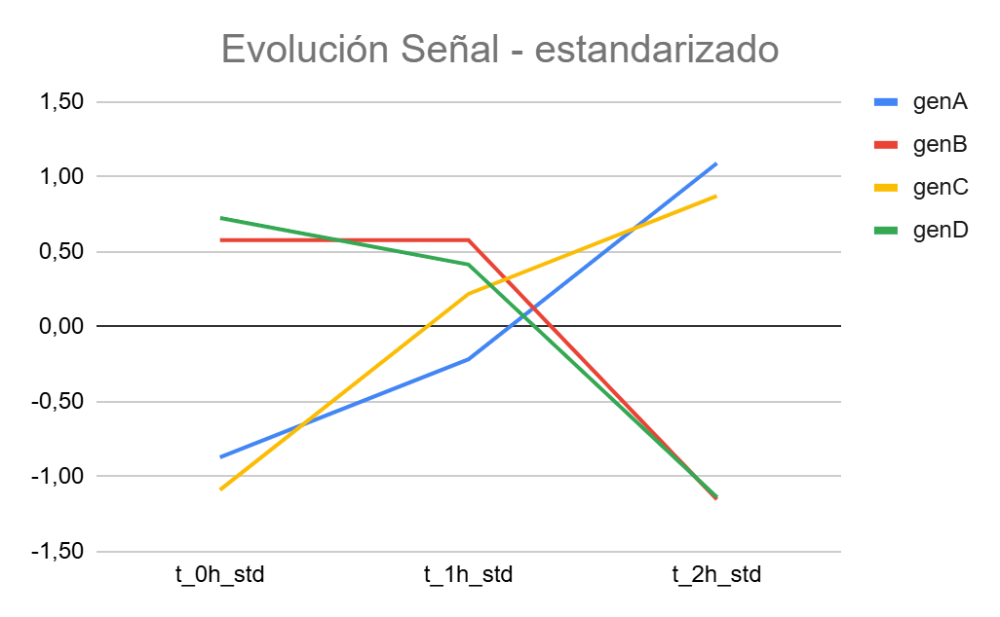 Evolución Señal - estandarizado
1,50
1,00
0,50
0,00
-0,50
-1,00
-1,50
t_0h_std
t_1h_std
t_2h_std
genA
genB
genC
genD